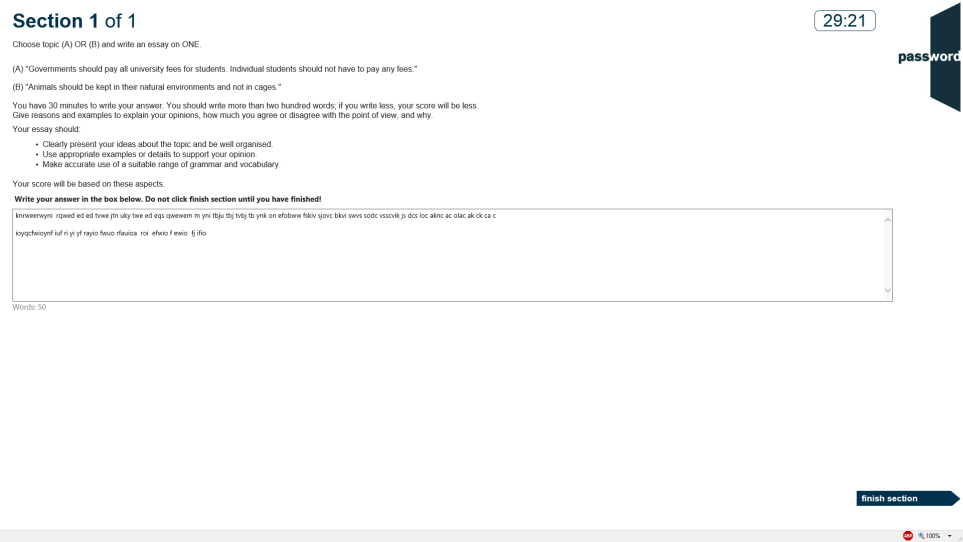 Section 1 of 1
29:21
password
Choose topic (A) OR (B) and write an essay on ONE.
(A) "Governments should pay all university fees for students. Individual students should not have to pay any fees."
(B) "Animals should be kept in their natural environments and not in cages."
You have 30 minutes to write your answer. You should write more than two hundred words; if you write less, your score will be less.
Give reasons and examples to explain your opinions, how much you agree or disagree with the point of view, and why.
Your essay should:
• Clearly present your ideas about the topic and be well organised.
• Use appropriate examples or details to support your opinion.
• Make accurate use of a suitable range of grammar and vocabulary.
Your score will be based on these aspects.
Write your answer in the box below. Do not click finish section until you have finished!
knrweerwyni rqwed ed ed tvwe jtn uky twe ed eqs qwewem m yni tbju tbj tvbj tb ynk on efobww fskiv sjovc bkvi swvs sodc vsscvik js dcs loc aknc ac olac ak ck ca c
ioyqcfwioynf iuf ri yi yf rayio fwuo rfauioa roi efwio f ewio fj ifio
Words: 50
finish section
ABP 100%